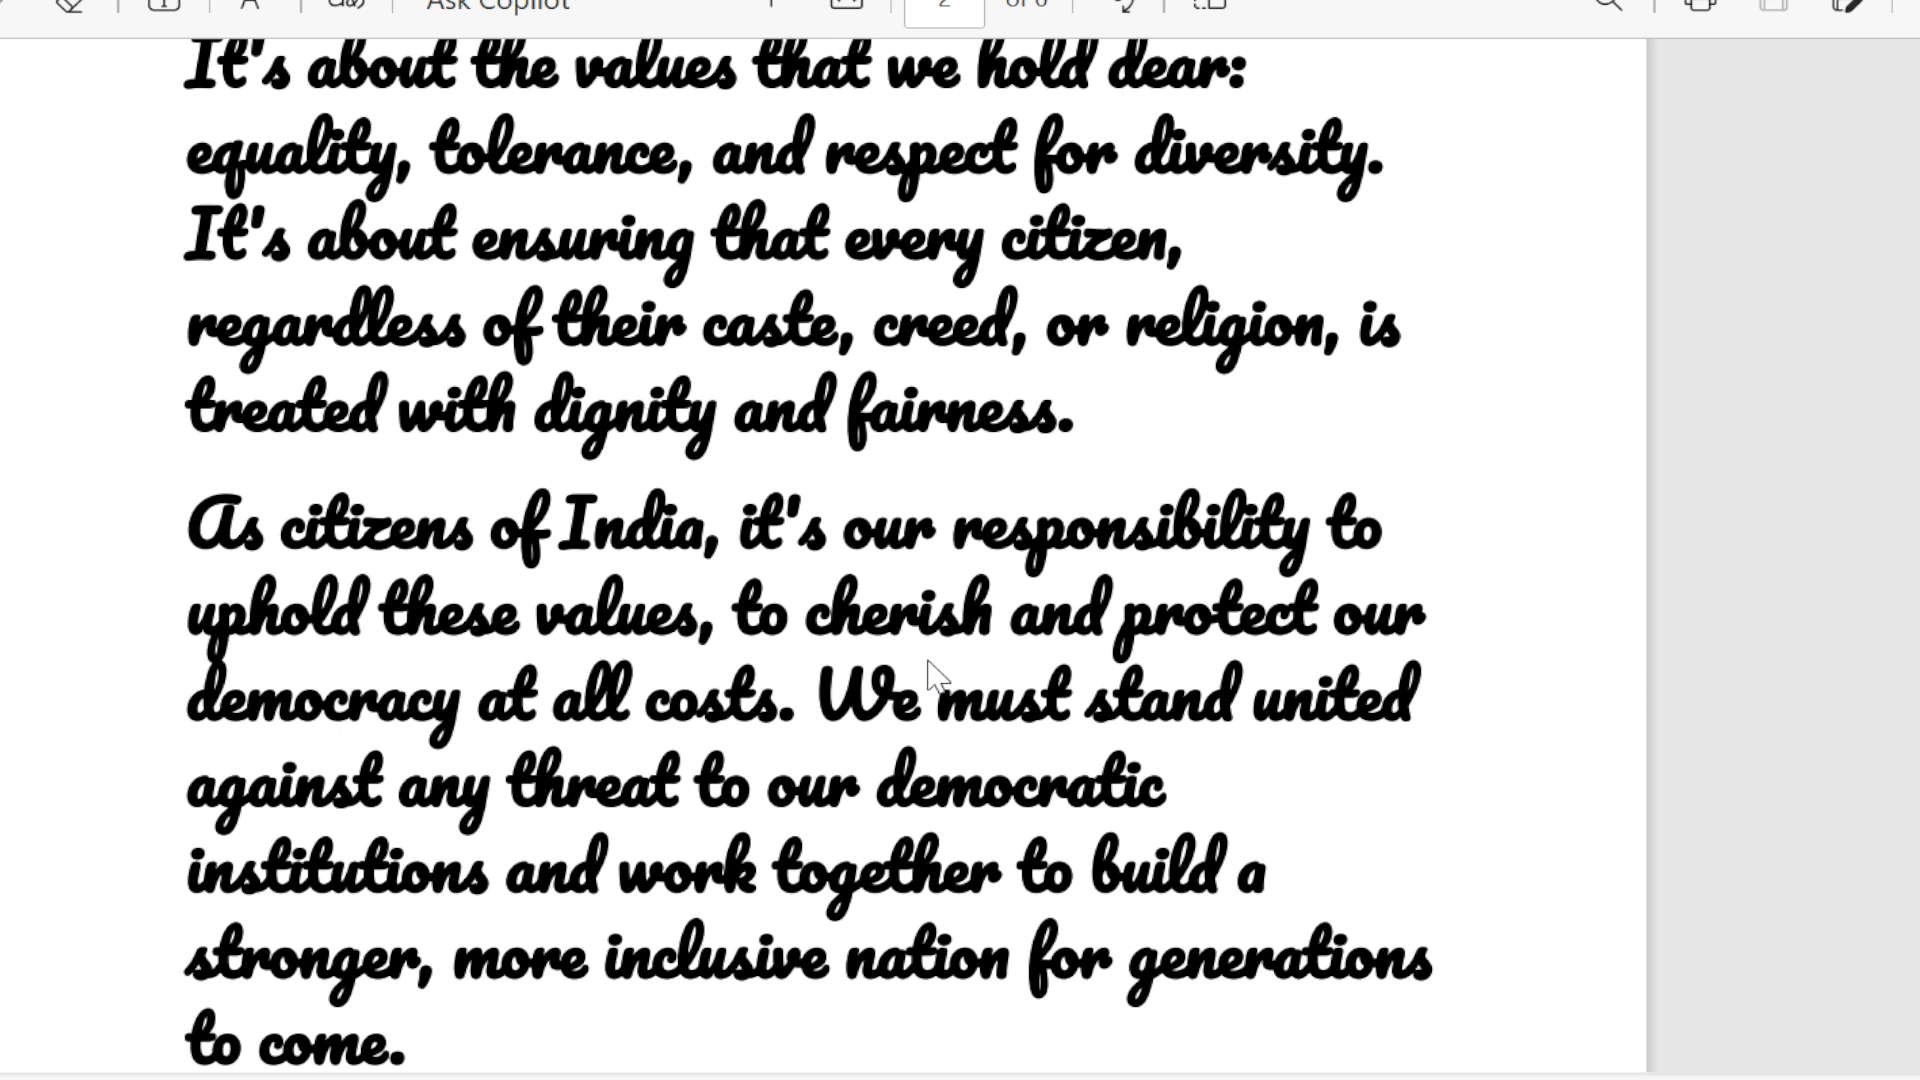 Ask Copilot
It's about the values that we hold dear:
equality, tolerance, and respect for diversity.
It's about ensuring that every citizen,
regardless of their caste, creed, or religion, is
treated with dignity and fairness.
As citizens of India, it's our responsibility to
uphold these values, to cherish and protect our
democracy at all costs. We must stand united
against any threat to our democratic
institutions and work together to build a
stronger, more inclusive nation for generations
to come.